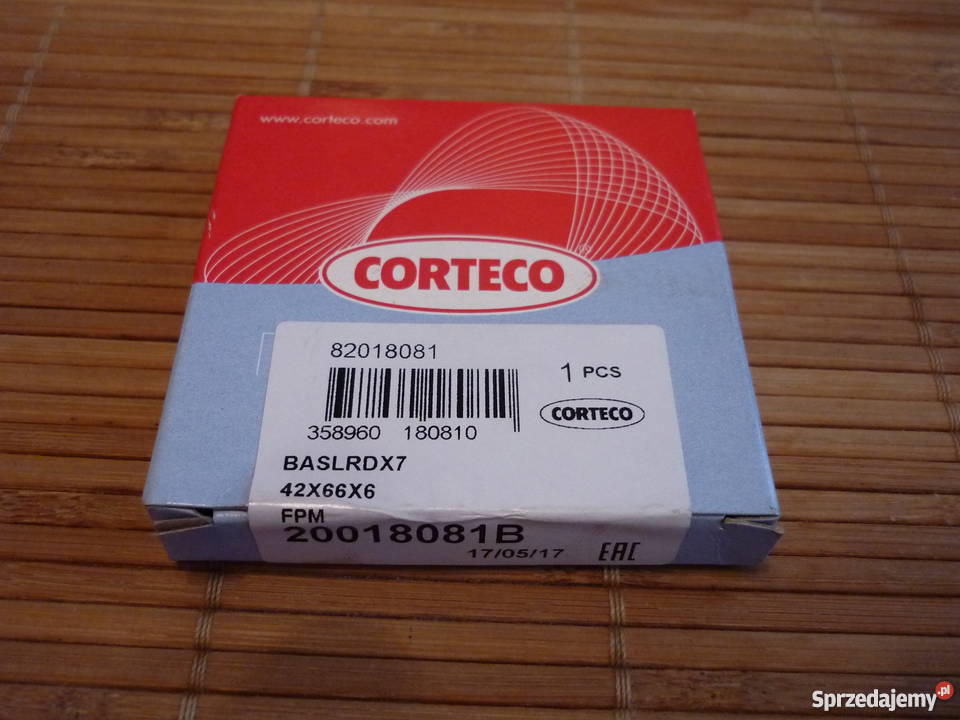 www.corteco.com
CORTECO
82018081
1 PCS
CORTECO
358960 180810
BASLRDX7
42X66X6
FPM
20018081B
17/05/17 EAC
Sprzedajemy.pl